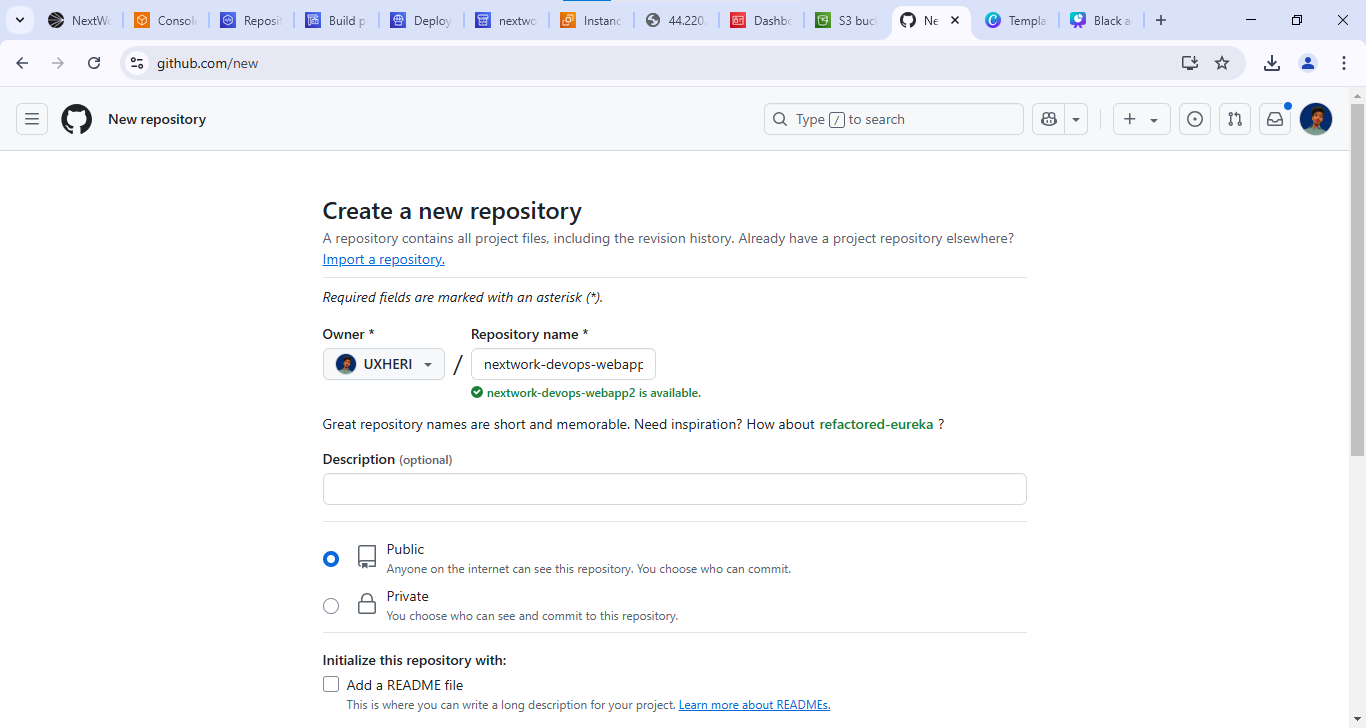 NextWo
Consol
Reposit
Build p
Deploy
nextwo
Instanc
44.220.
Dashbo
S3 buc
Ne
Templa
Black a
github.com/new
New repository
Type / to search
Create a new repository
A repository contains all project files, including the revision history. Already have a project repository elsewhere?
Import a repository.
Required fields are marked with an asterisk (*).
Owner * Repository name *
UXHERI / nextwork-devops-webapp
nextwork-devops-webapp2 is available.
Great repository names are short and memorable. Need inspiration? How about refactored-eureka ?
Description (optional)
Public
Anyone on the internet can see this repository. You choose who can commit.
Private
You choose who can see and commit to this repository.
Initialize this repository with:
Add a README file
This is where you can write a long description for your project. Learn more about READMEs.